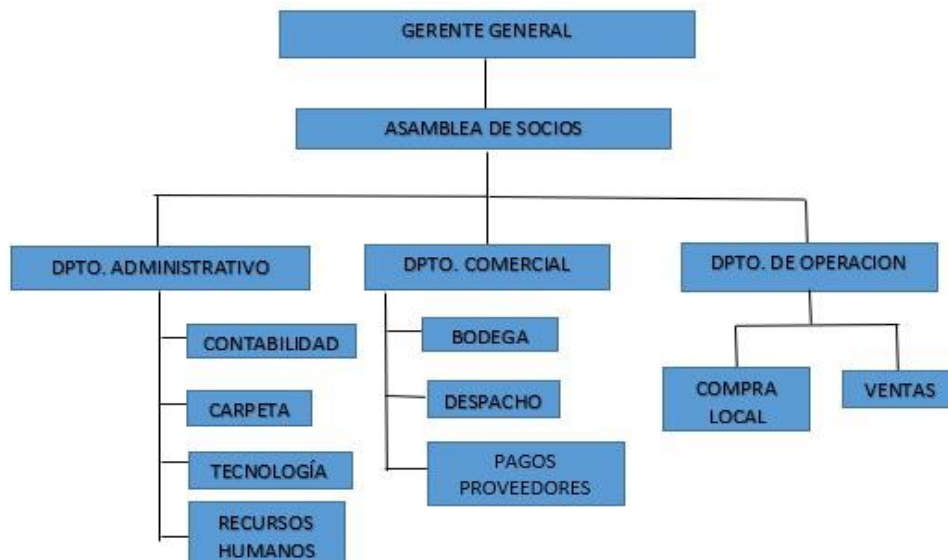 GERENTE GENERAL
ASAMBLEA DE SOCIOS
DPTO. ADMINISTRATIVO
CONTABILIDAD
CARPETA
TECNOLOGÍA
RECURSOS
HUMANOS
DPTO. COMERCIAL
BODEGA
DESPACHO
PAGOS
PROVEEDORES
DPTO. DE OPERACION
COMPRA
LOCAL
VENTAS